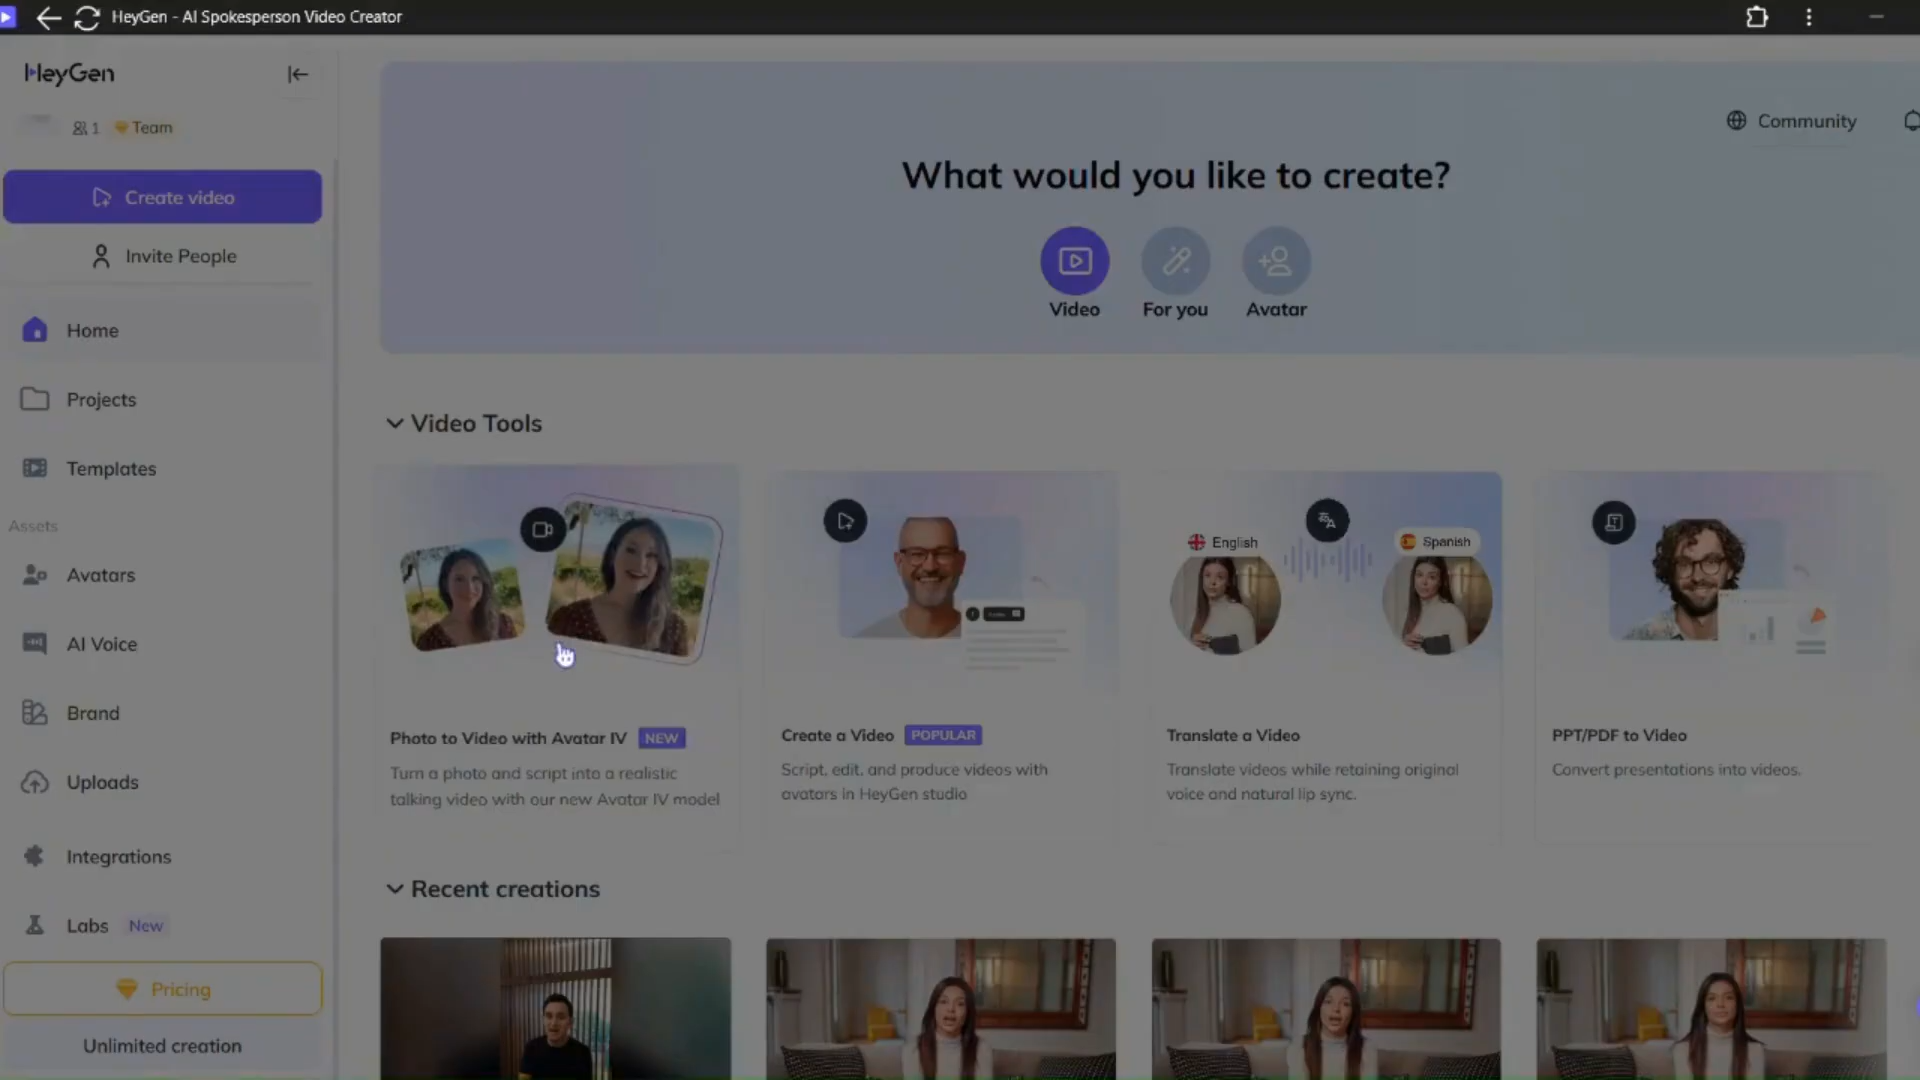 HeyGen - AI Spokesperson Video Creator
HeyGen
1 Team
Create video
Invite People
Home
Projects
Templates
Assets
Avatars
AI Voice
Brand
Uploads
Integrations
Labs New
Pricing
Unlimited creation
Community
What would you like to create?
Video For you Avatar
Video Tools
English Spanish
Photo to Video with Avatar IV NEW
Turn a photo and script into a realistic
talking video with our new Avatar IV model
Create a Video POPULAR
Script, edit, and produce videos with
avatars in HeyGen studio
Translate a Video
Translate videos while retaining original
voice and natural lip sync.
PPT/PDF to Video
Convert presentations into videos.
Recent creations